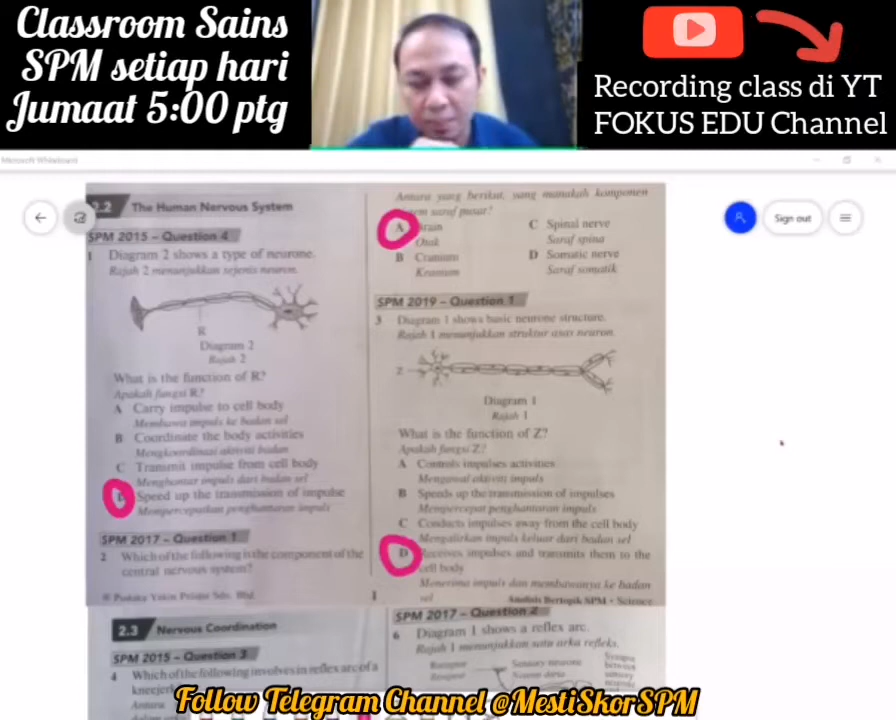 Classroom Sains
SPM setiap hari
Jumaat 5:00 ptg
Recording class di YT
FOKUS EDU Channel
Microsoft Whiteboard
Sign out
2.2 The Human Nervous System
SPM 2015 – Question 4
1 Diagram 2 shows a type of neurone.
Rajah 2 menunjukkan sejenis neuron.
R
Diagram 2
Rajah 2
What is the function of R?
Apakah fungsi R?
A Carry impulse to cell body
Membawa impuls ke badan sel
B Coordinate the body activities
Mengkoordinasi aktiviti badan
C Transmit impulse from cell body
Menghantar impuls dari badan sel
Speed up the transmission of impulse
Mempercepatkan penghantaran impuls
SPM 2017 – Question 1
2 Which of the following is the component of the
central nervous system?
1
Antara yang berikut, yang manakah komponen
saraf pusat?
A Brain
Otak
B Cranium
Kranium
C Spinal nerve
Saraf spina
D Somatic nerve
Saraf somatik
SPM 2019 – Question 1
3 Diagram 1 shows basic neurone structure.
Rajah 1 menunjukkan struktur asas neuron.
Z
Diagram 1
Rajah 1
What is the function of Z?
Apakah fungsi Z?
A Controls impulses activities
Mengawal aktiviti impuls
B Speeds up the transmission of impulses
Mempercepat penghantaran impuls
C Conducts impulses away from the cell body
Mengalirkan impuls keluar dari badan sel
D Receives impulses and transmits them to the
cell body
Menerima impuls dan membawanya ke badan
sel
Analisis Bertopik SPM – Science
2.3 Nervous Coordination
SPM 2015 – Question 3
4 Which of the following involves in reflex arc of a
Antara
SPM 2017 – Question 2
6 Diagram 1 shows a reflex arc.
Rajah 1 menunjukkan satu arka refleks.
Sensory neurone
Follow Telegram Channel @MestiSkorSPM